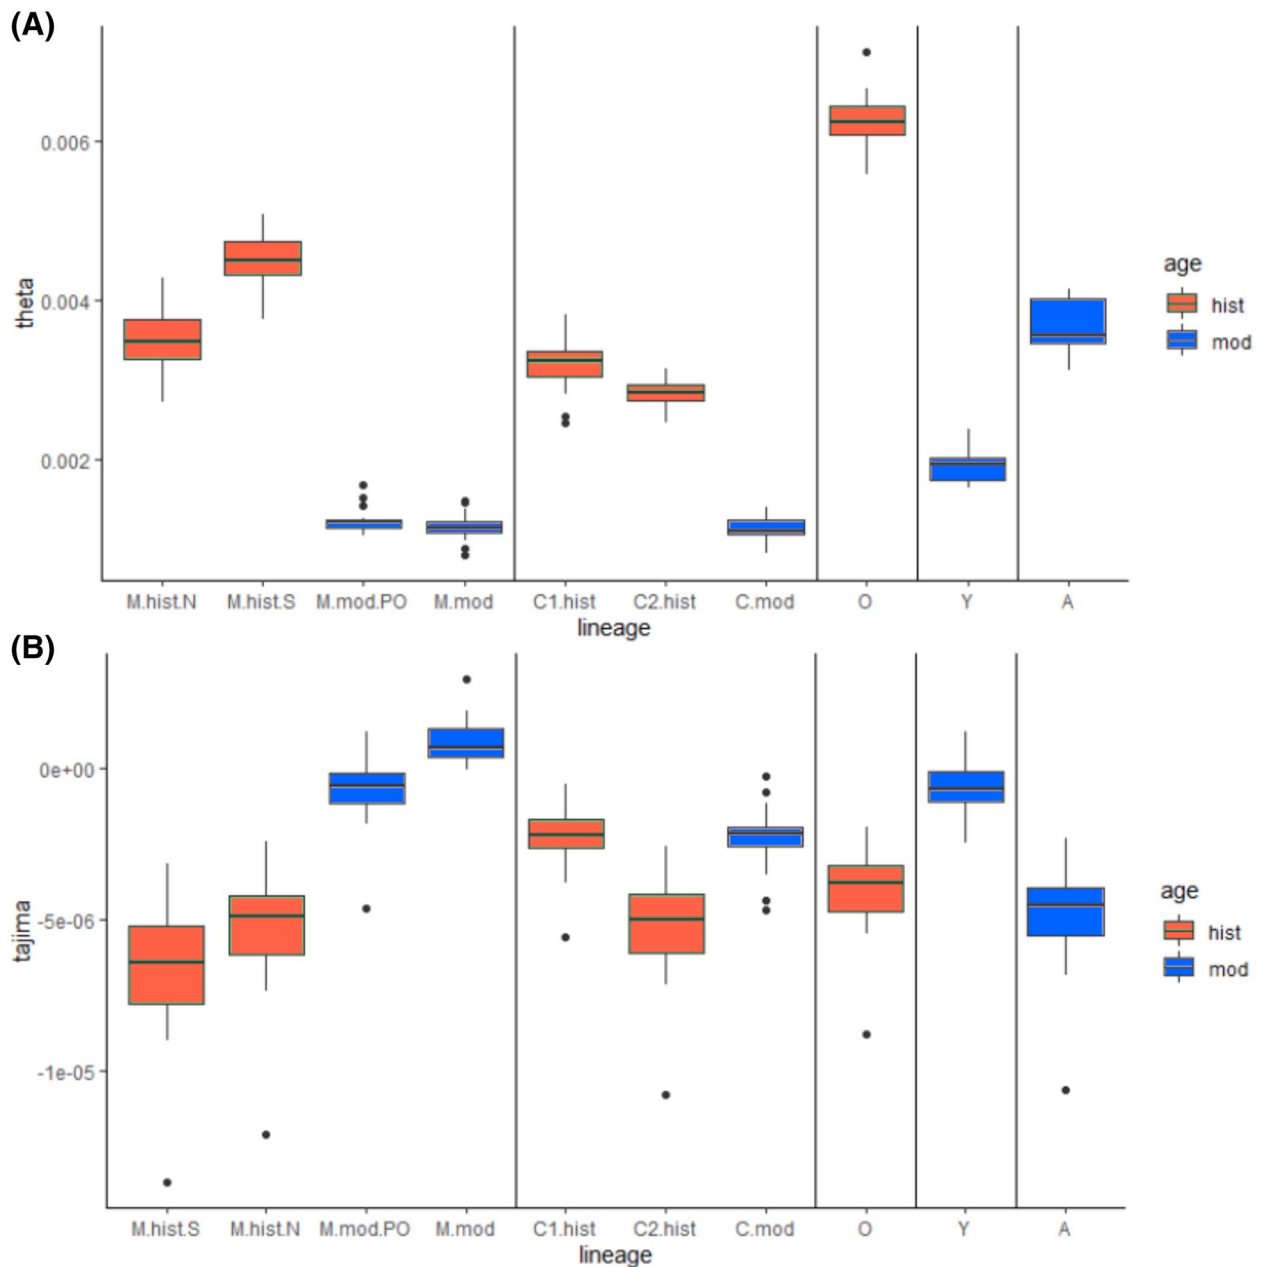 (A)
theta
0.006
0.004
0.002
M.hist.N M.hist.S M.mod.PO M.mod C1.hist C2.hist C.mod O Y A
lineage
age
hist
mod
(B)
tajima
0e+00
-5e-06
-1e-05
M.hist.S M.hist.N M.mod.PO M.mod C1.hist C2.hist C.mod O Y A
lineage
age
hist
mod